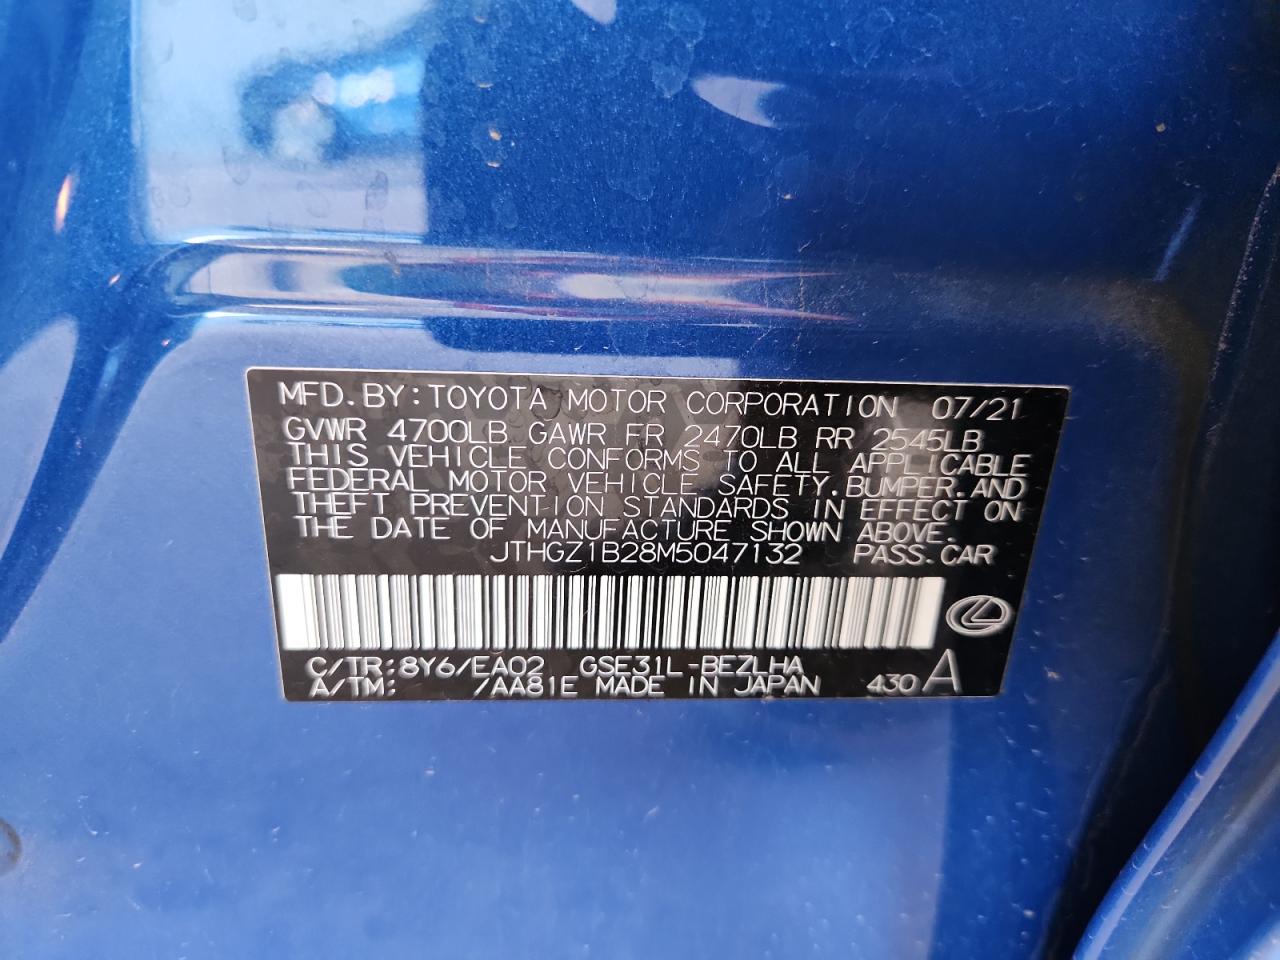 MFD. BY: TOYOTA MOTOR CORPORATION 07/21
GVWR 4700LB GAWR FR 2470LB RR 2545LB
THIS VEHICLE CONFORMS TO ALL APPLICABLE
FEDERAL MOTOR VEHICLE SAFETY, BUMPER, AND
THEFT PREVENTION STANDARDS IN EFFECT ON
THE DATE OF MANUFACTURE SHOWN ABOVE.
JTHGZ1B28M5047132 PASS. CAR
C/TR: 8Y6/EA02 GSE31L-BEZLHA
A/TM: /AA81E MADE IN JAPAN 430 A